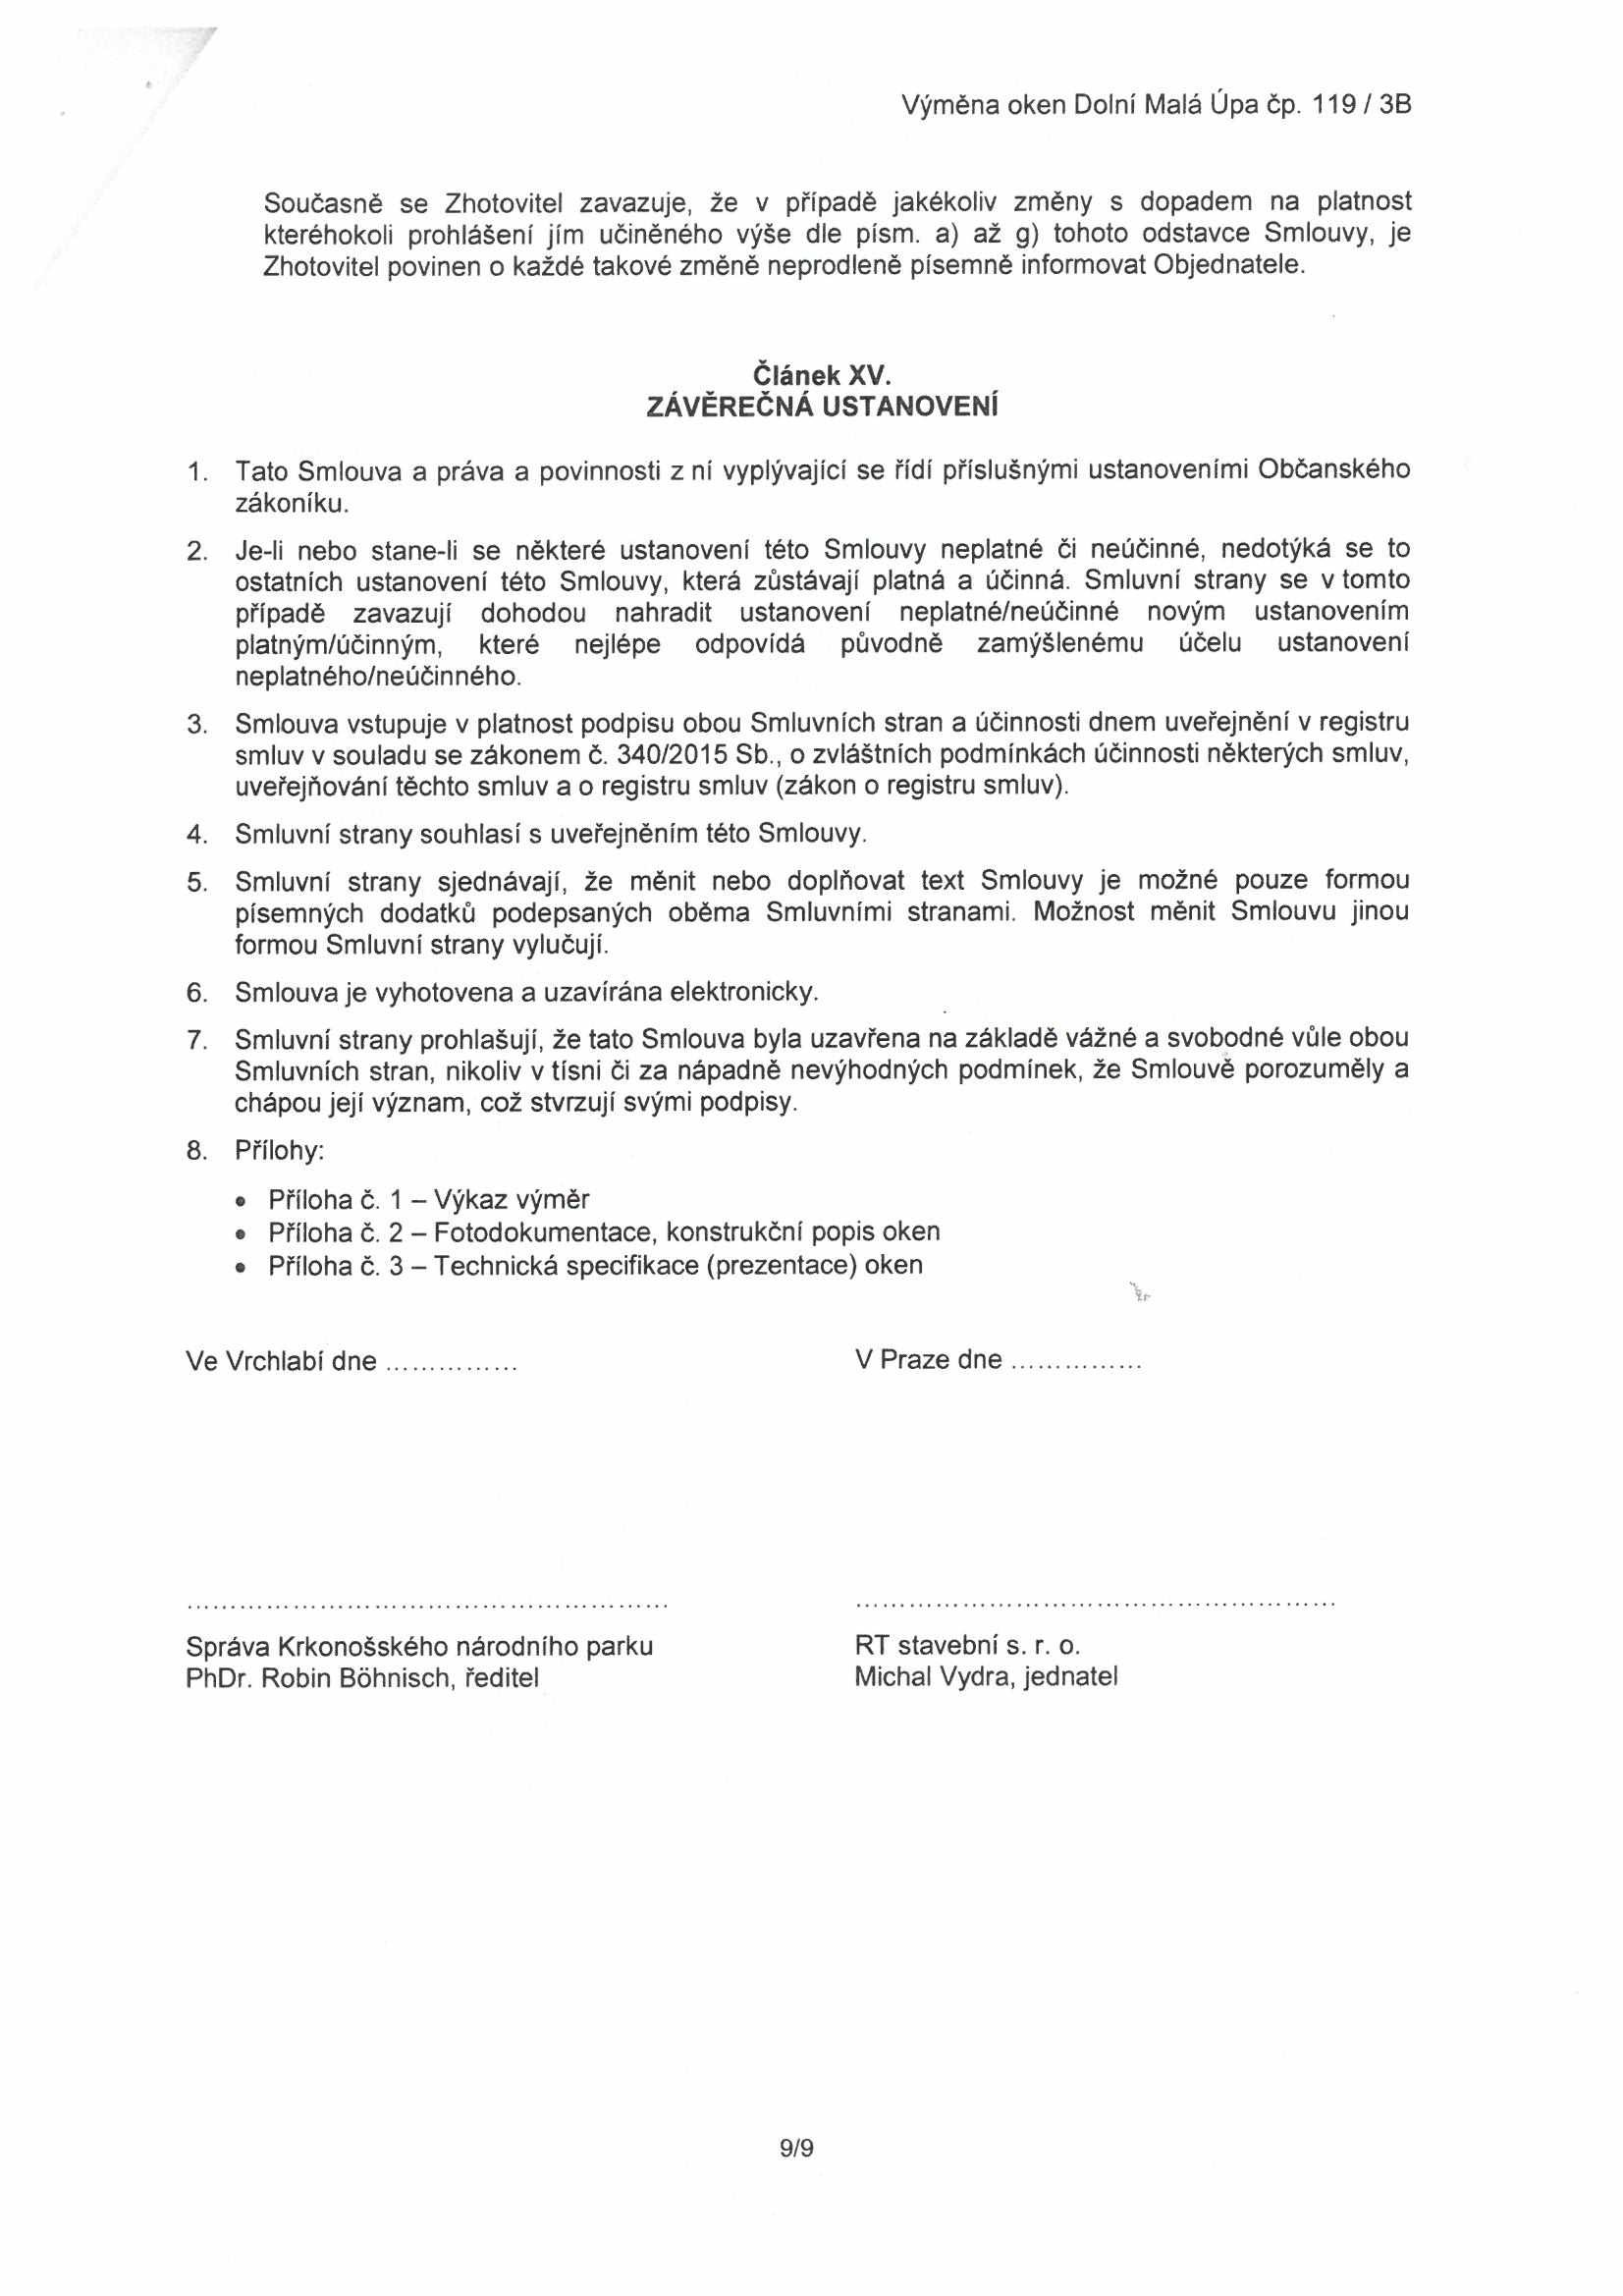 Výměna oken Dolní Malá Úpa čp. 119 / 3B
Současně se Zhotovitel zavazuje, že v případě jakékoliv změny s dopadem na platnost
kteréhokoli prohlášení jím učiněného výše dle písm. a) až g) tohoto odstavce Smlouvy, je
Zhotovitel povinen o každé takové změně neprodleně písemně informovat Objednatele.
Článek XV.
ZÁVĚREČNÁ USTANOVENÍ
1. Tato Smlouva a práva a povinnosti z ní vyplývající se řídí příslušnými ustanoveními Občanského
zákoníku.
2. Je-li nebo stane-li se některé ustanovení této Smlouvy neplatné či neúčinné, nedotýká se to
ostatních ustanovení této Smlouvy, která zůstávají platná a účinná. Smluvní strany se v tomto
případě zavazují dohodou nahradit ustanovení neplatné/neúčinné novým ustanovením
platným/účinným, které nejlépe odpovídá původně zamýšlenému účelu ustanovení
neplatného/neúčinného.
3. Smlouva vstupuje v platnost podpisu obou Smluvních stran a účinnosti dnem uveřejnění v registru
smluv v souladu se zákonem č. 340/2015 Sb., o zvláštních podmínkách účinnosti některých smluv,
uveřejňování těchto smluv a o registru smluv (zákon o registru smluv).
4. Smluvní strany souhlasí s uveřejněním této Smlouvy.
5. Smluvní strany sjednávají, že měnit nebo doplňovat text Smlouvy je možné pouze formou
písemných dodatků podepsaných oběma Smluvními stranami. Možnost měnit Smlouvu jinou
formou Smluvní strany vylučují.
6. Smlouva je vyhotovena a uzavírána elektronicky.
7. Smluvní strany prohlašují, že tato Smlouva byla uzavřena na základě vážné a svobodné vůle obou
Smluvních stran, nikoliv v tísni či za nápadně nevýhodných podmínek, že Smlouvě porozuměly a
chápou její význam, což stvrzují svými podpisy.
8. Přílohy:
• Příloha č. 1 – Výkaz výměr
• Příloha č. 2 – Fotodokumentace, konstrukční popis oken
• Příloha č. 3 – Technická specifikace (prezentace) oken
Ve Vrchlabí dne ...............
V Praze dne ...............
Správa Krkonošského národního parku
PhDr. Robin Böhnisch, ředitel
RT stavební s. r. o.
Michal Vydra, jednatel
9/9